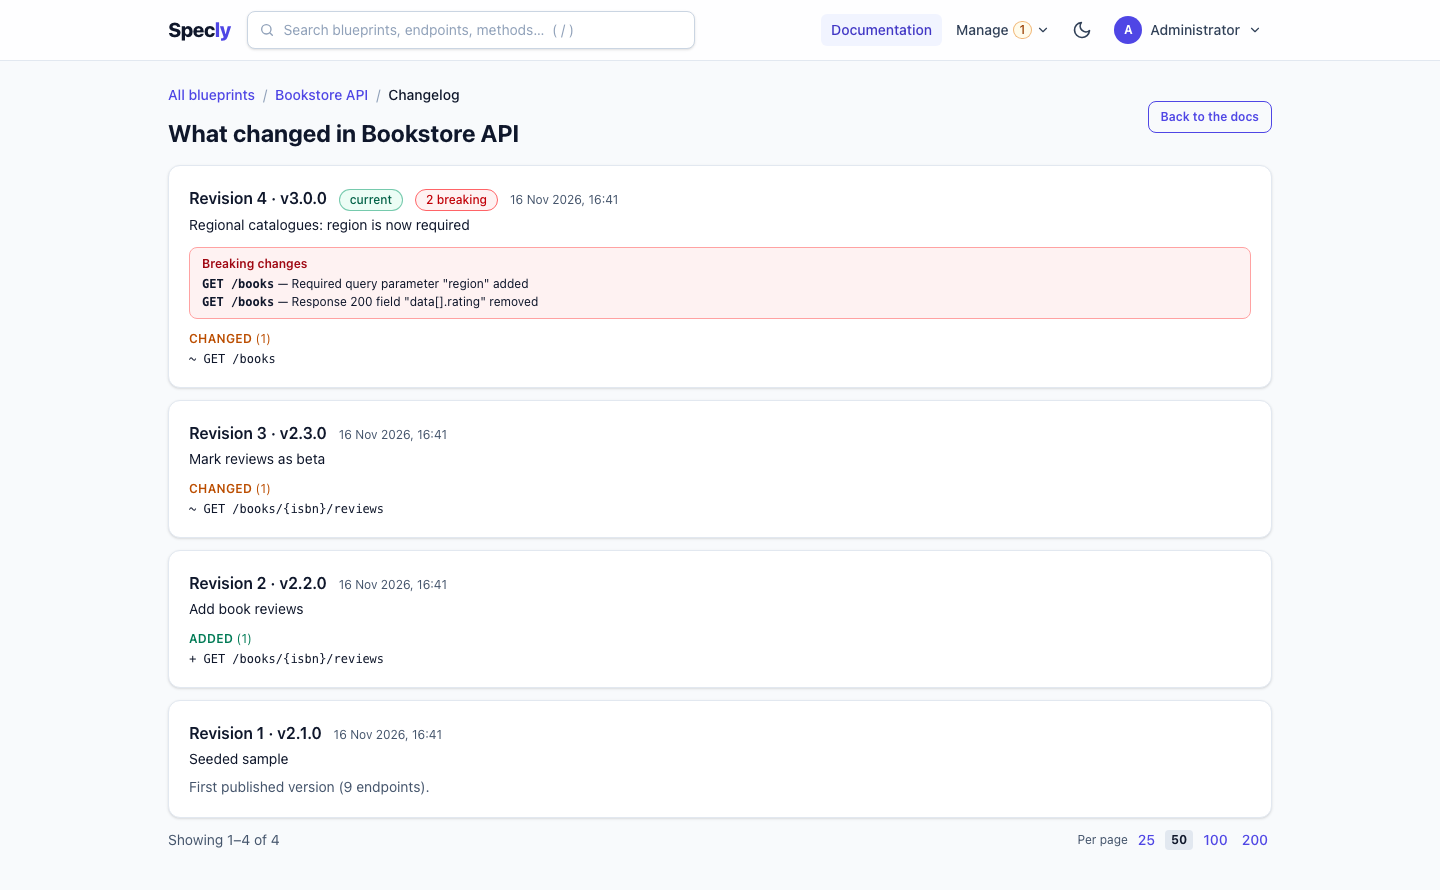 Specly
Search blueprints, endpoints, methods... ( / )
Documentation
Manage 1
A Administrator
All blueprints / Bookstore API / Changelog
What changed in Bookstore API
Back to the docs
Revision 4 · v3.0.0 current 2 breaking 16 Nov 2026, 16:41
Regional catalogues: region is now required
Breaking changes
GET /books — Required query parameter "region" added
GET /books — Response 200 field "data[].rating" removed
CHANGED (1)
~ GET /books
Revision 3 · v2.3.0 16 Nov 2026, 16:41
Mark reviews as beta
CHANGED (1)
~ GET /books/{isbn}/reviews
Revision 2 · v2.2.0 16 Nov 2026, 16:41
Add book reviews
ADDED (1)
+ GET /books/{isbn}/reviews
Revision 1 · v2.1.0 16 Nov 2026, 16:41
Seeded sample
First published version (9 endpoints).
Showing 1–4 of 4
Per page 25 50 100 200